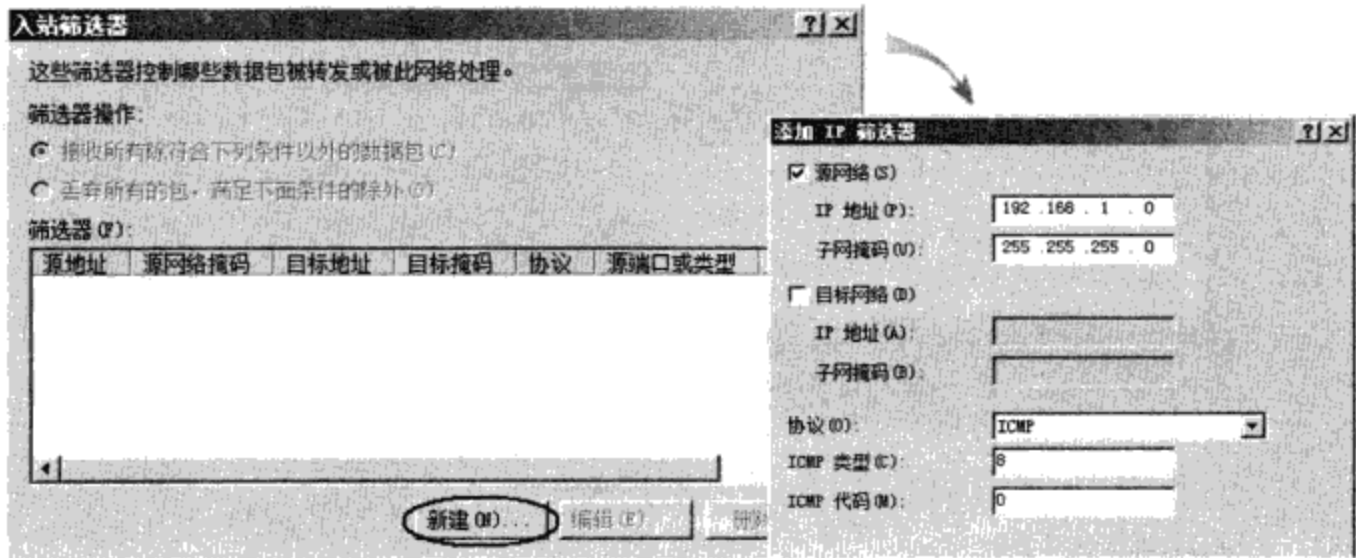 入站筛选器
这些筛选器控制哪些数据包被转发或被此网络处理。
筛选器操作:
接收所有除符合下列条件以外的数据包(C)
丢弃所有的包，满足下面条件的除外(O)
筛选器(F):
源地址 源网络掩码 目标地址 目标掩码 协议 源端口或类型
新建(N)... 编辑(E) 删除
添加 IP 筛选器
源网络(S)
IP 地址(P): 192 .168 . 1 . 0
子网掩码(U): 255 .255 .255 . 0
目标网络(D)
IP 地址(A):
子网掩码(B):
协议(O): ICMP
ICMP 类型(C): 8
ICMP 代码(M): 0